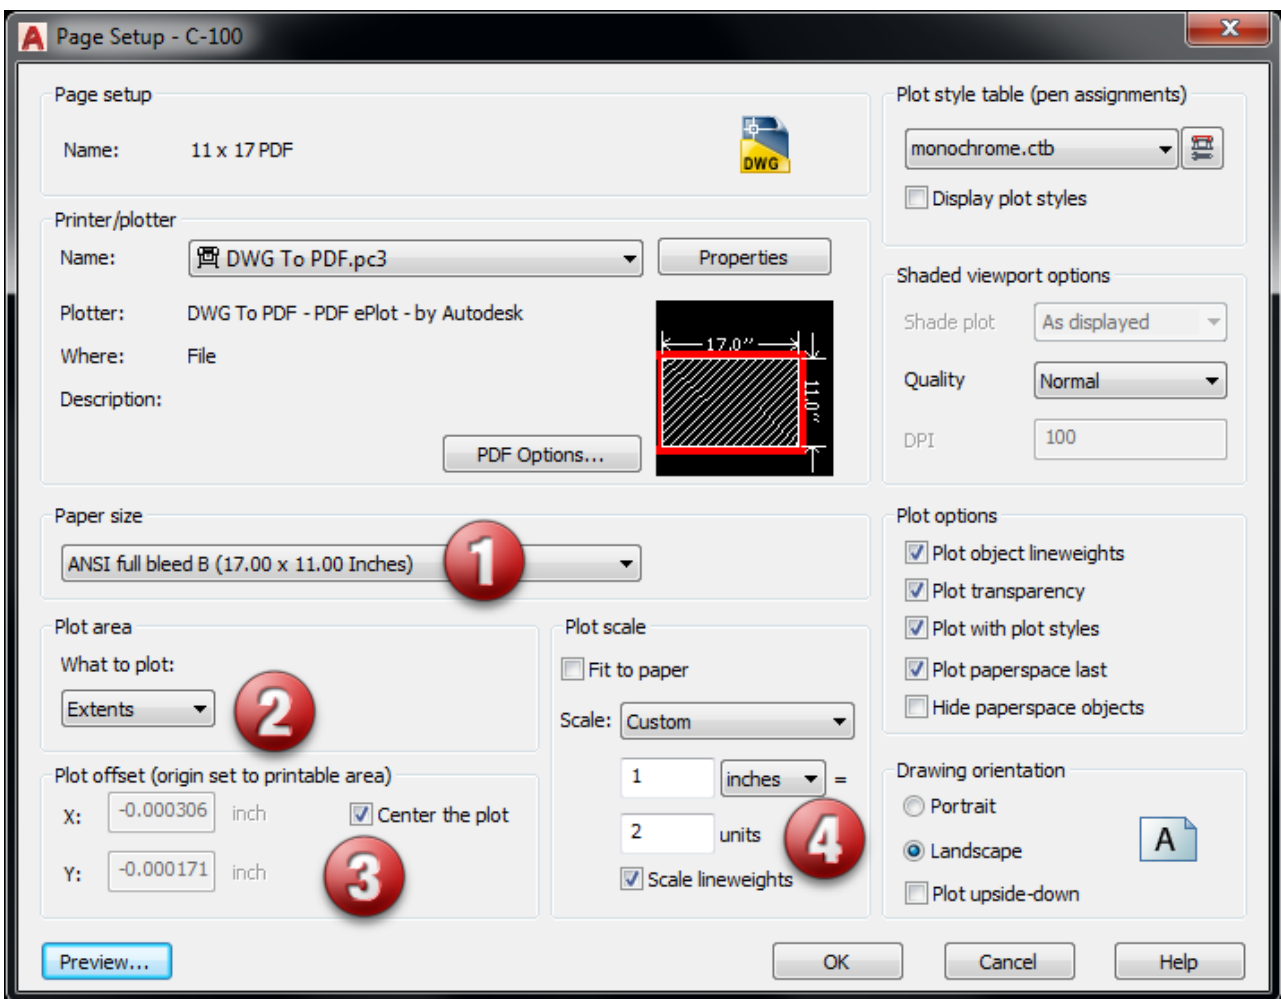 Page Setup - C-100
Page setup
Name: 11 x 17 PDF
DWG
Printer/plotter
Name: DWG To PDF.pc3 Properties
Plotter: DWG To PDF - PDF ePlot - by Autodesk
Where: File
Description:
17.0’’
11.0’’
PDF Options...
Paper size
ANSI full bleed B (17.00 x 11.00 Inches)
1
Plot area
What to plot:
Extents
2
Plot offset (origin set to printable area)
X: -0.000306 inch Center the plot
Y: -0.000171 inch
3
Plot scale
Fit to paper
Scale: Custom
1 inches =
2 units
4
Scale lineweights
Plot style table (pen assignments)
monochrome.ctb
Display plot styles
Shaded viewport options
Shade plot As displayed
Quality Normal
DPI 100
Plot options
Plot object lineweights
Plot transparency
Plot with plot styles
Plot paperspace last
Hide paperspace objects
Drawing orientation
Portrait
Landscape
Plot upside-down
A
Preview... OK Cancel Help